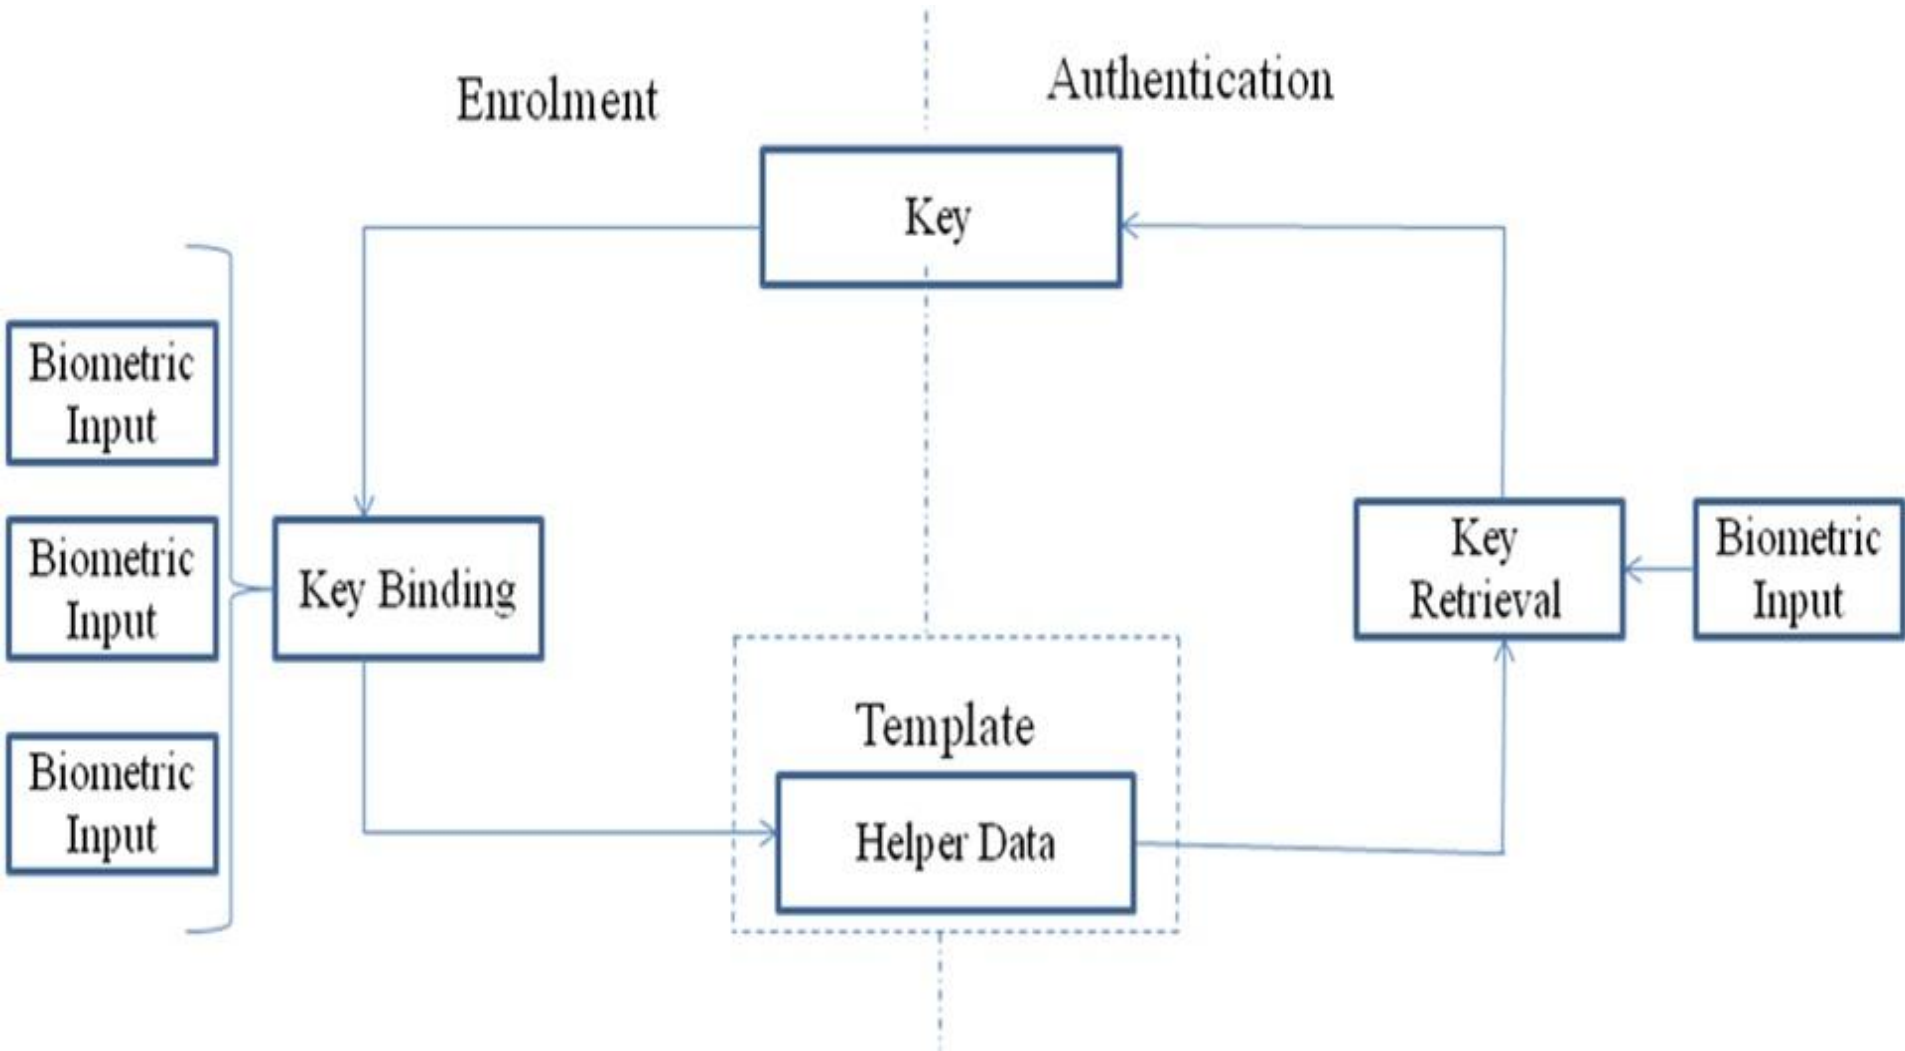 Enrolment
Authentication
Key
Biometric
Input
Biometric
Input
Key Binding
Key
Retrieval
Biometric
Input
Template
Biometric
Input
Helper Data